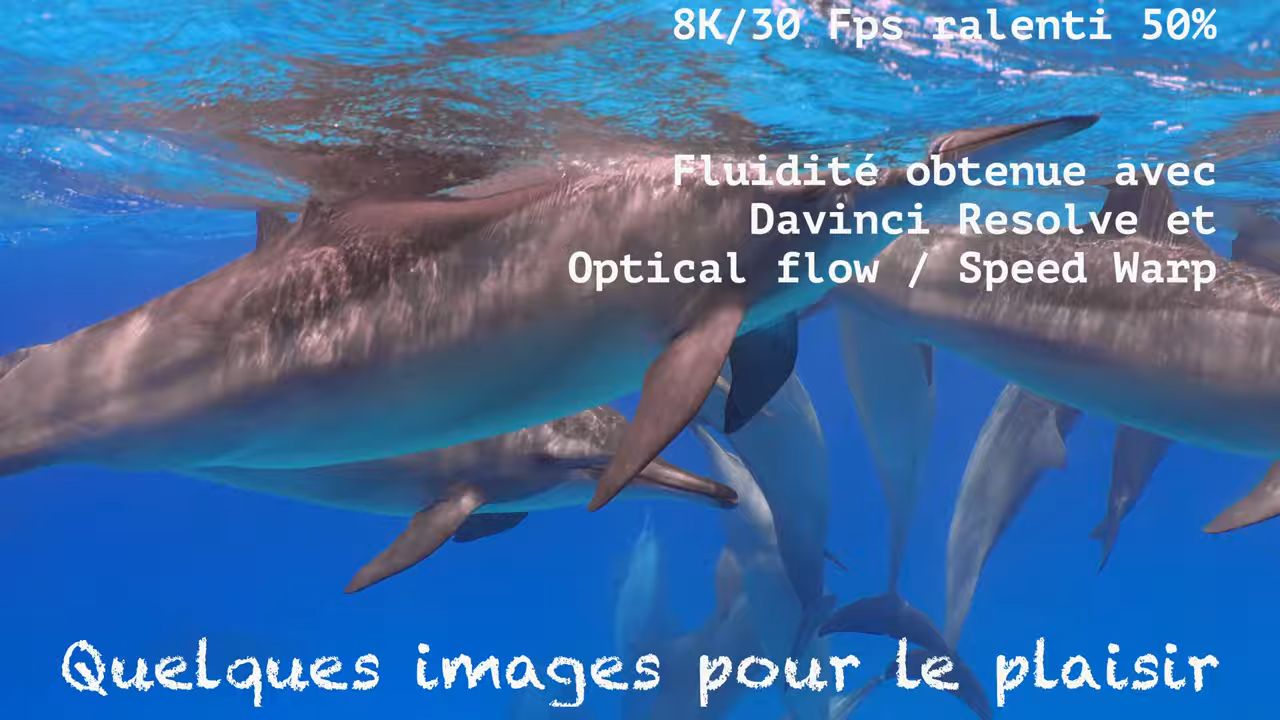 8K/30 Fps ralenti 50%
Fluidité obtenue avec
Davinci Resolve et
Optical flow / Speed Warp
Quelques images pour le plaisir